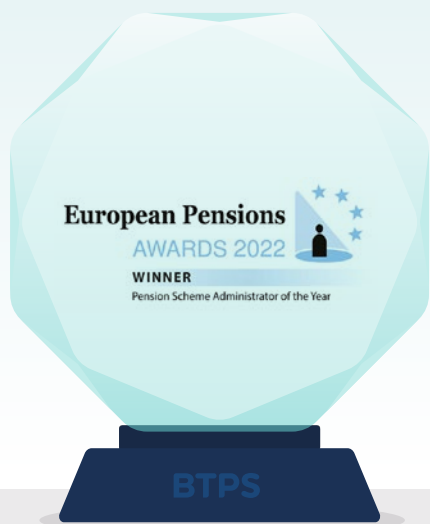 European Pensions
AWARDS 2022
WINNER
Pension Scheme Administrator of the Year
BTPS